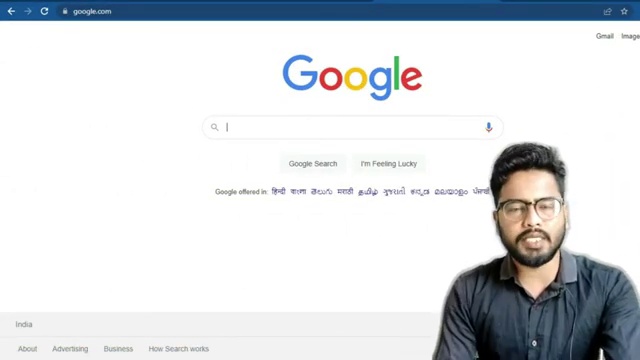 google.com
Gmail Image
Google
Google Search I'm Feeling Lucky
Google offered in: हिन्दी বাংলা తెలుగు मराठी தமிழ் ગુજરાતી ಕನ್ನಡ മലയാളം ਪੰਜਾਬੀ
India
About Advertising Business How Search works